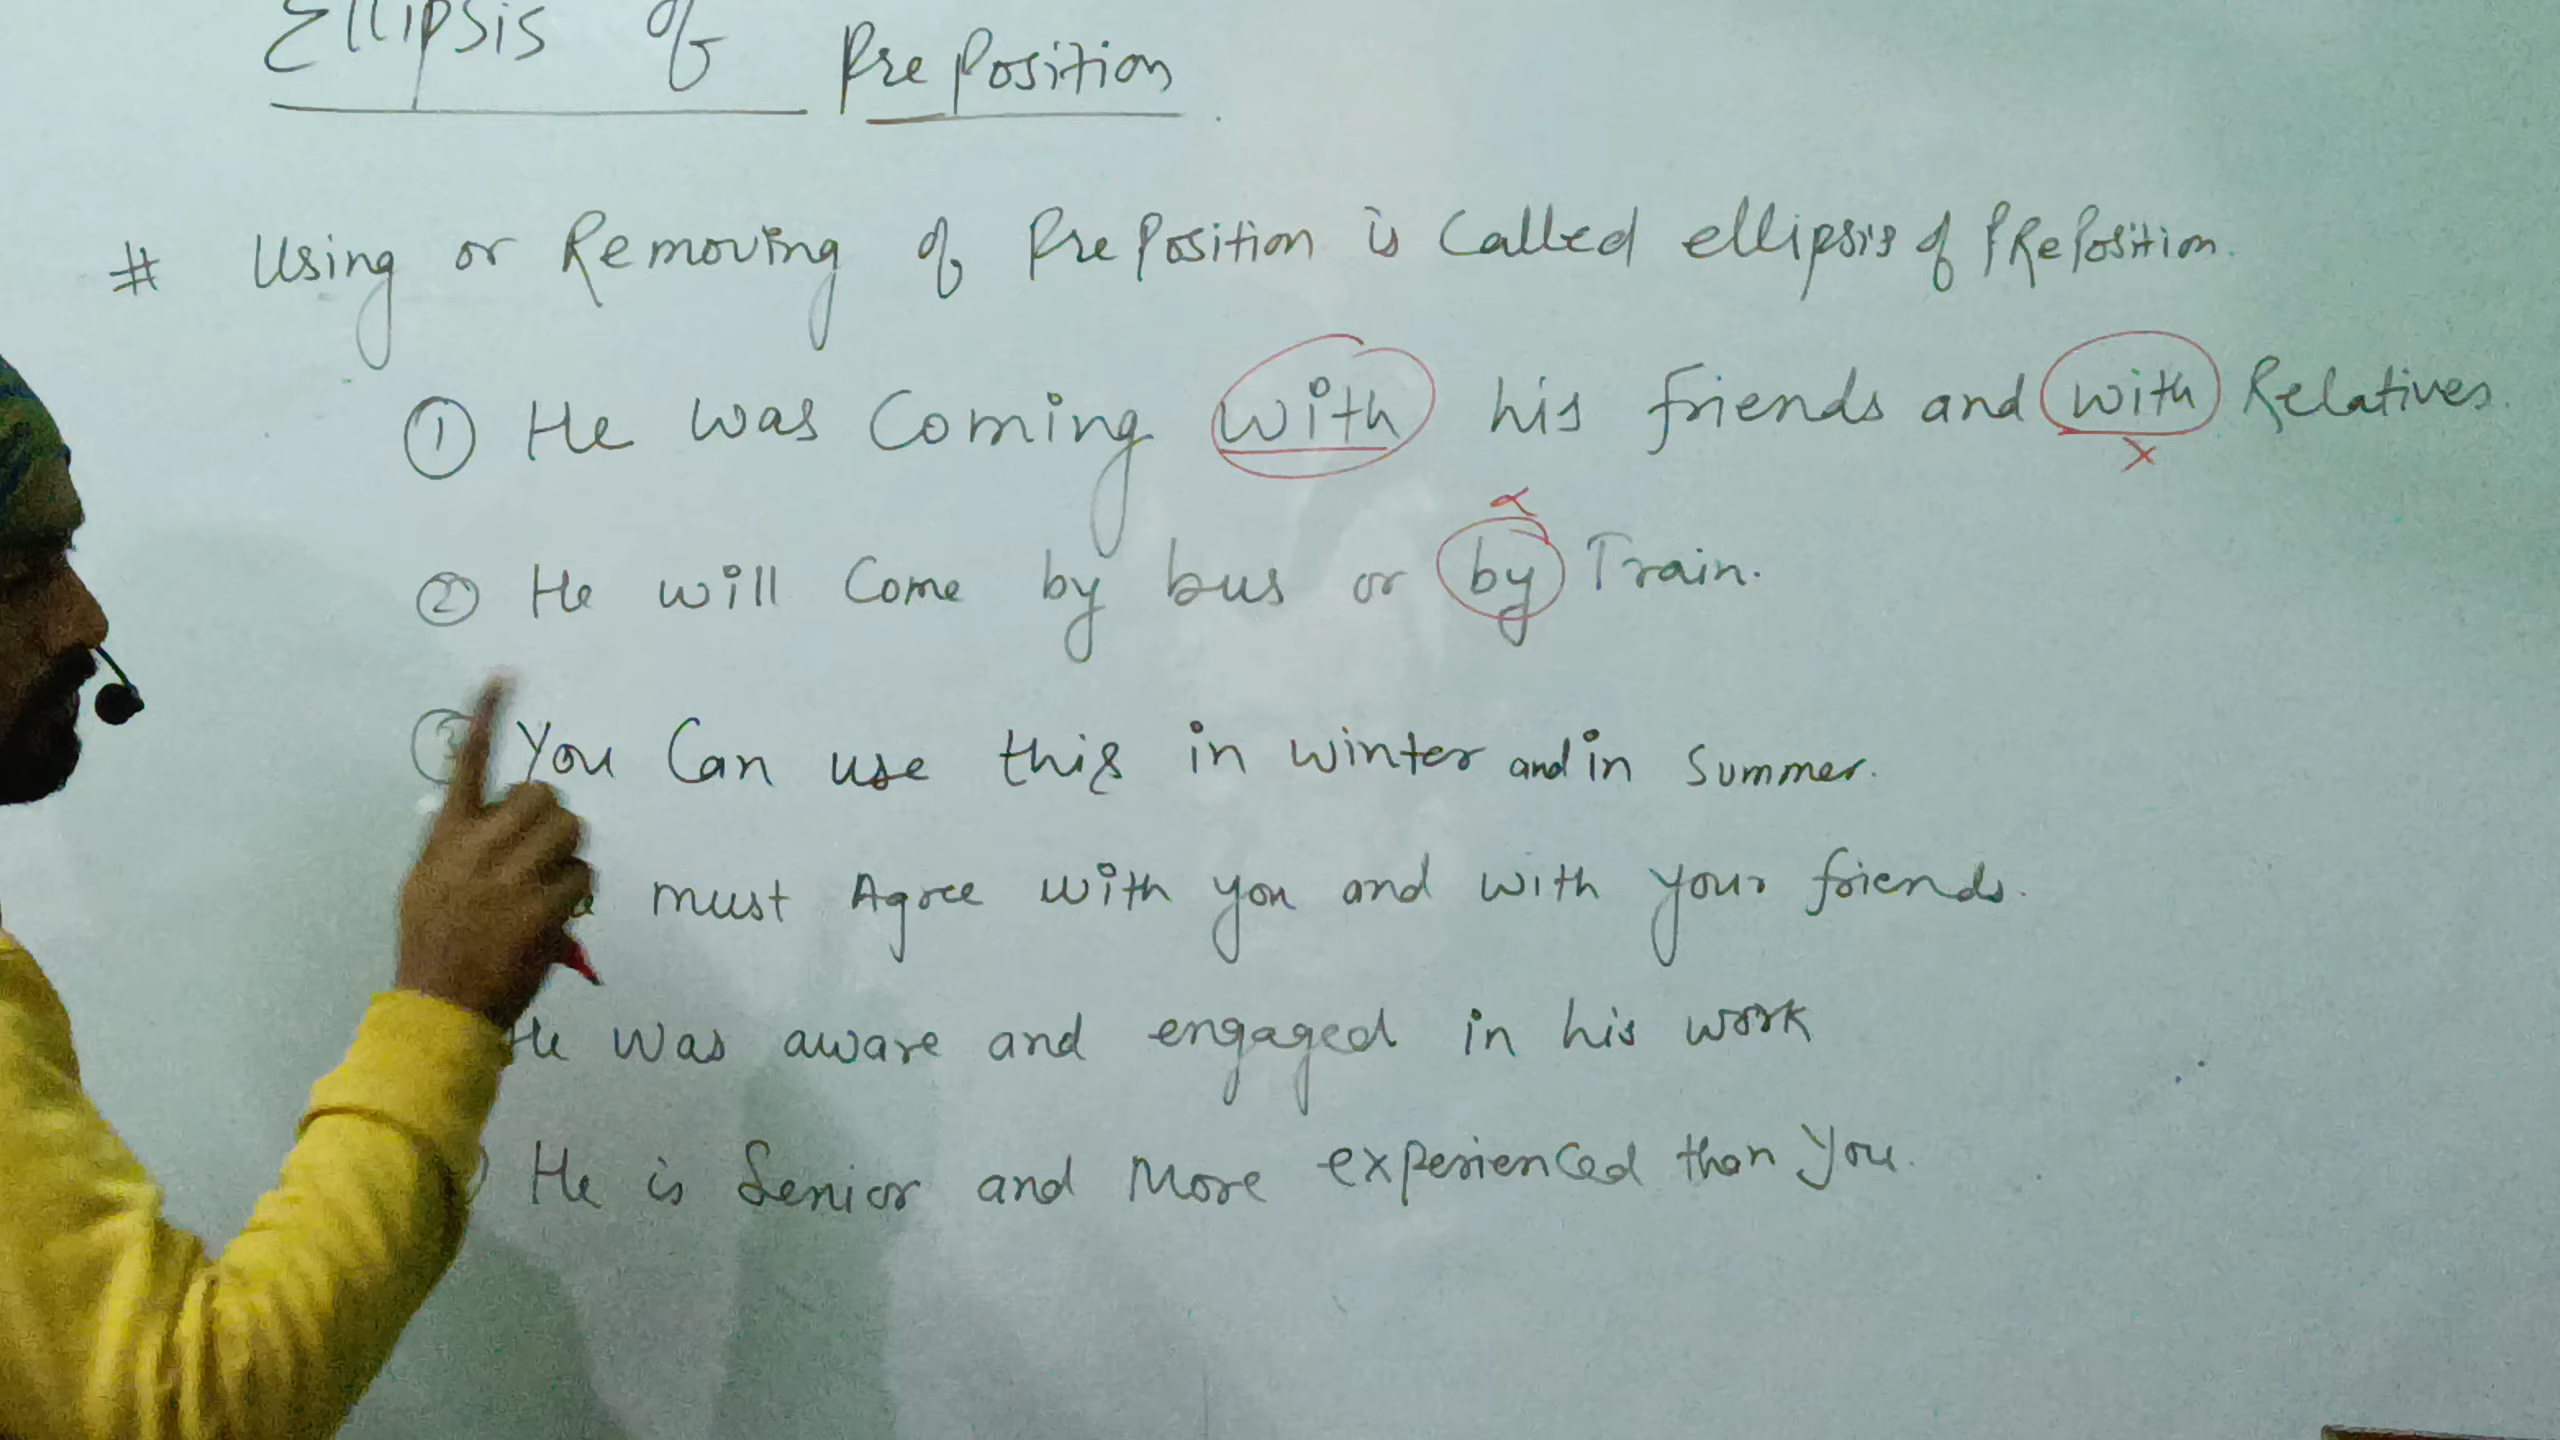 Ellipsis of Preposition
# Using or Removing of Preposition is Called ellipsis of PRePosition.
① He was Coming with his friends and with Relatives.
x
② He will Come by bus or by Train.
③ You Can use this in winter and in Summer.
must Agree with you and with your friends.
He was aware and engaged in his work
He is Senior and More experienced than you.